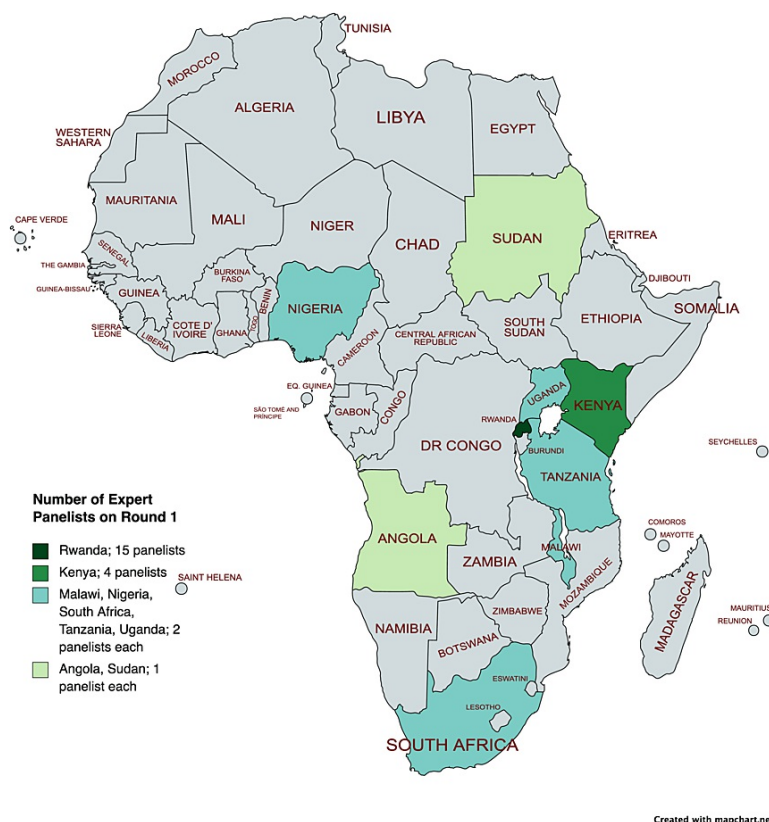 TUNISIA
MOROCCO
ALGERIA
LIBYA
EGYPT
WESTERN
SAHARA
MAURITANIA
MALI
NIGER
CHAD
SUDAN
ERITREA
CAPE VERDE
SENEGAL
THE GAMBIA
GUINEA-BISSAU
GUINEA
BURKINA
FASO
BENIN
NIGERIA
DJIBOUTI
SOMALIA
SIERRA
LEONE
LIBERIA
COTE D'
IVOIRE
GHANA
TOGO
CAMEROON
CENTRAL AFRICAN
REPUBLIC
SOUTH
SUDAN
ETHIOPIA
EQ. GUINEA
SÃO TOMÉ AND
PRÍNCIPE
GABON
CONGO
DR CONGO
UGANDA
KENYA
RWANDA
BURUNDI
TANZANIA
SEYCHELLES
Number of Expert
Panelists on Round 1
Rwanda; 15 panelists
Kenya; 4 panelists
Malawi, Nigeria,
South Africa,
Tanzania, Uganda; 2
panelists each
Angola, Sudan; 1
panelist each
SAINT HELENA
ANGOLA
ZAMBIA
MALAWI
MOZAMBIQUE
COMOROS
MAYOTTE
MADAGASCAR
MAURITIUS
REUNION
NAMIBIA
BOTSWANA
ZIMBABWE
ESWATINI
LESOTHO
SOUTH AFRICA
Created with mapchart.ne